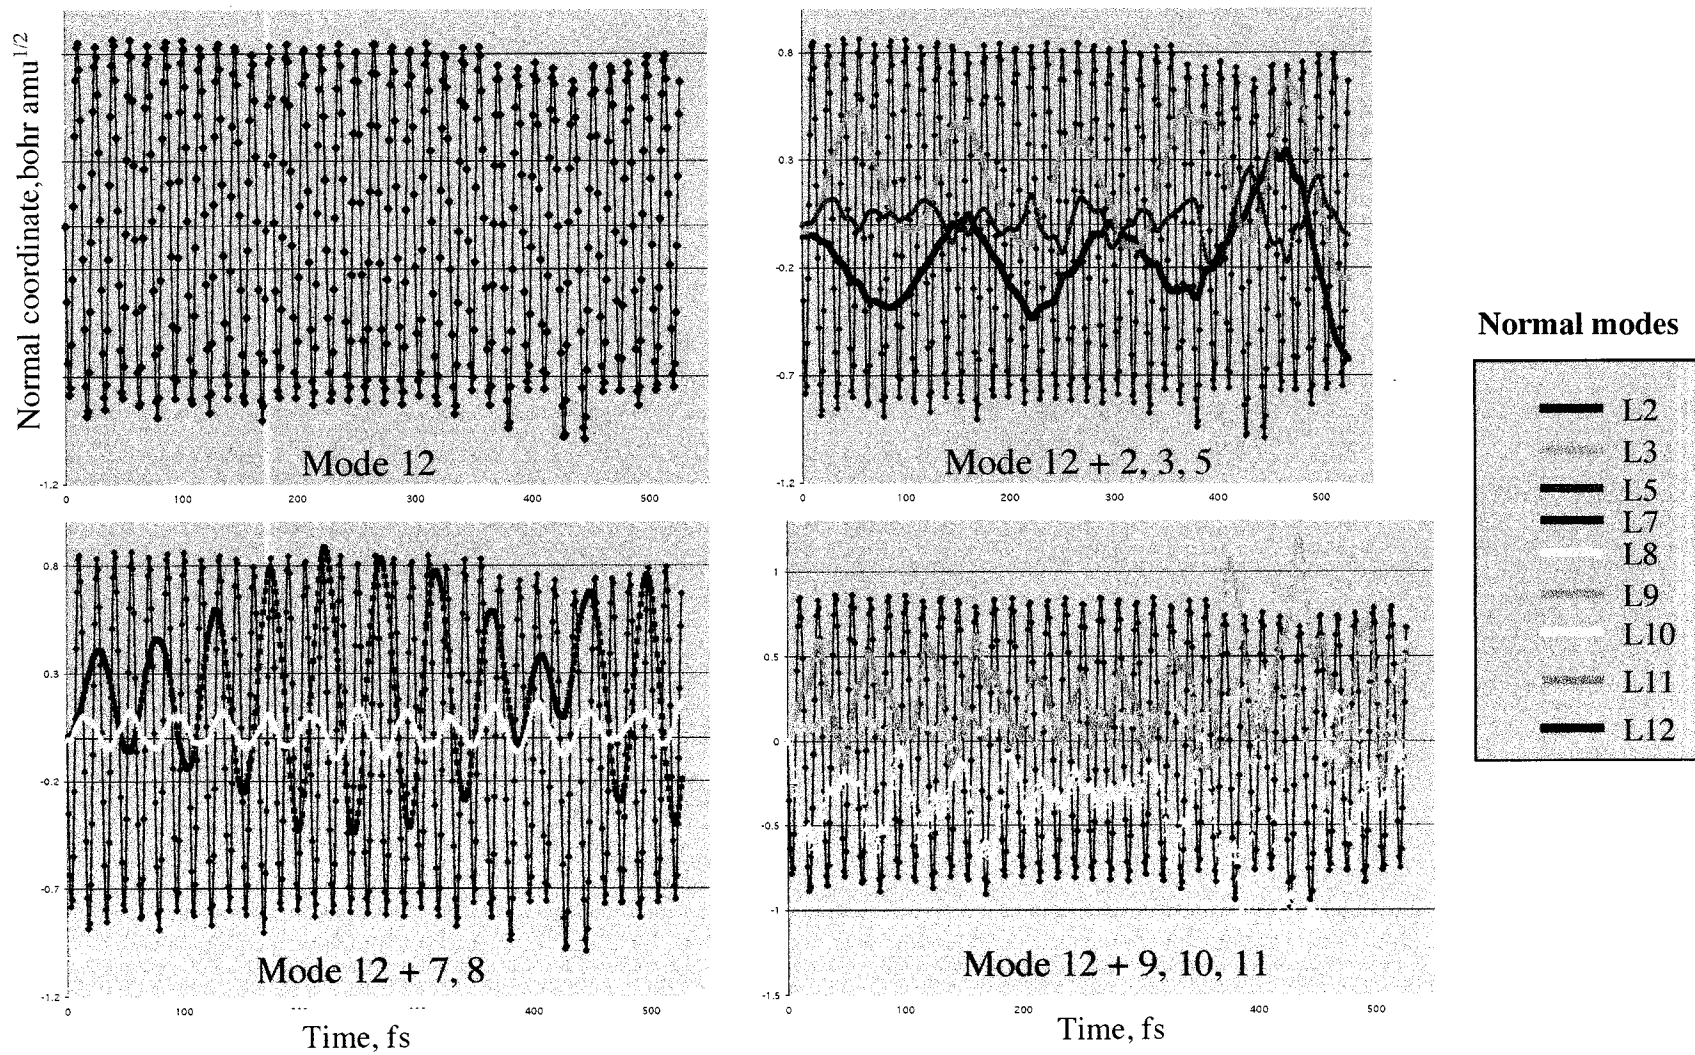 Normal coordinate,bohr amu1/2
Mode 12
-1.2
0 100 200 300 400 500
0.8
0.3
-0.2
-0.7
-1.2
Mode 12 + 2, 3, 5
0 100 200 300 400 500
0.8
0.3
-0.2
-0.7
-1.2
Mode 12 + 7, 8
0 100 400 500
Time, fs
1
0.5
0
-0.5
-1
-1.5
Mode 12 + 9, 10, 11
0 100 200 300 400 500
Time, fs
Normal modes
L2
L3
L5
L7
L8
L9
L10
L11
L12